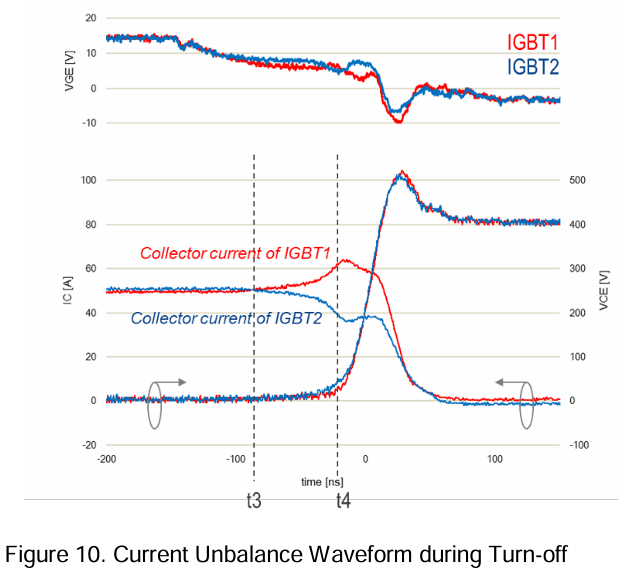 20
10
0
-10
VGE [V]
IGBT1
IGBT2
100
80
60
40
20
0
-20
IC [A]
500
400
300
200
100
0
-100
VCE [V]
Collector current of IGBT1
Collector current of IGBT2
-200
-100
0
100
time [ns]
t3
t4
Figure 10. Current Unbalance Waveform during Turn-off